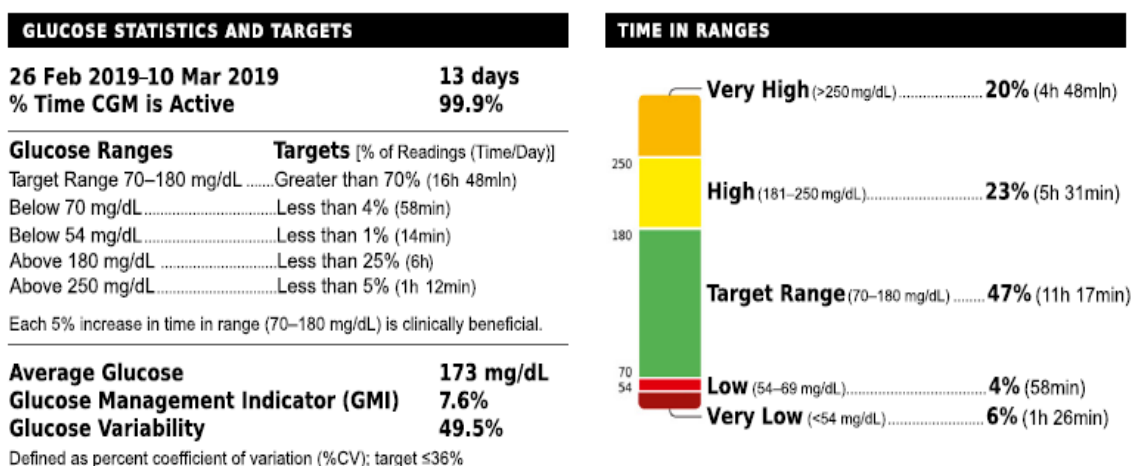 GLUCOSE STATISTICS AND TARGETS
26 Feb 2019–10 Mar 2019 13 days
% Time CGM is Active 99.9%
Glucose Ranges Targets [% of Readings (Time/Day)]
Target Range 70–180 mg/dL ......Greater than 70% (16h 48min)
Below 70 mg/dL..............................Less than 4% (58min)
Below 54 mg/dL..............................Less than 1% (14min)
Above 180 mg/dL ..........................Less than 25% (6h)
Above 250 mg/dL...........................Less than 5% (1h 12min)
Each 5% increase in time in range (70–180 mg/dL) is clinically beneficial.
Average Glucose 173 mg/dL
Glucose Management Indicator (GMI) 7.6%
Glucose Variability 49.5%
Defined as percent coefficient of variation (%CV); target ≤36%
TIME IN RANGES
Very High (>250 mg/dL)..................... 20% (4h 48min)
250
High (181–250 mg/dL)............................. 23% (5h 31min)
180
Target Range (70–180 mg/dL) ........ 47% (11h 17min)
70
54
Low (54–69 mg/dL)................................... 4% (58min)
Very Low (<54 mg/dL) ........................ 6% (1h 26min)